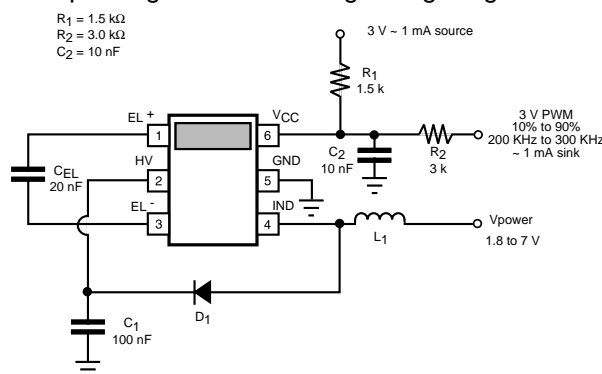 R1 = 1.5 kΩ
R2 = 3.0 kΩ
C2 = 10 nF
3 V ~ 1 mA source
R1
1.5 k
EL +
VCC
1
6
3 V PWM
10% to 90%
200 KHz to 300 KHz
~ 1 mA sink
CEL
20 nF
HV
GND
C2
10 nF
R2
3 k
2
5
EL -
IND
3
4
L1
Vpower
1.8 to 7 V
D1
C1
100 nF